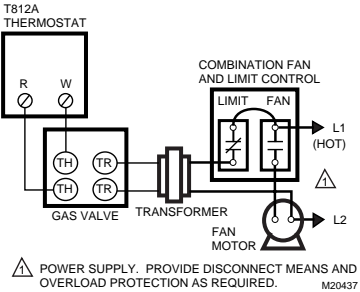 T812A
THERMOSTAT
R W
COMBINATION FAN
AND LIMIT CONTROL
LIMIT FAN
L1
(HOT)
1
TH TR
TH TR
GAS VALVE
TRANSFORMER
L2
FAN
MOTOR
1 POWER SUPPLY. PROVIDE DISCONNECT MEANS AND
OVERLOAD PROTECTION AS REQUIRED.
M20437